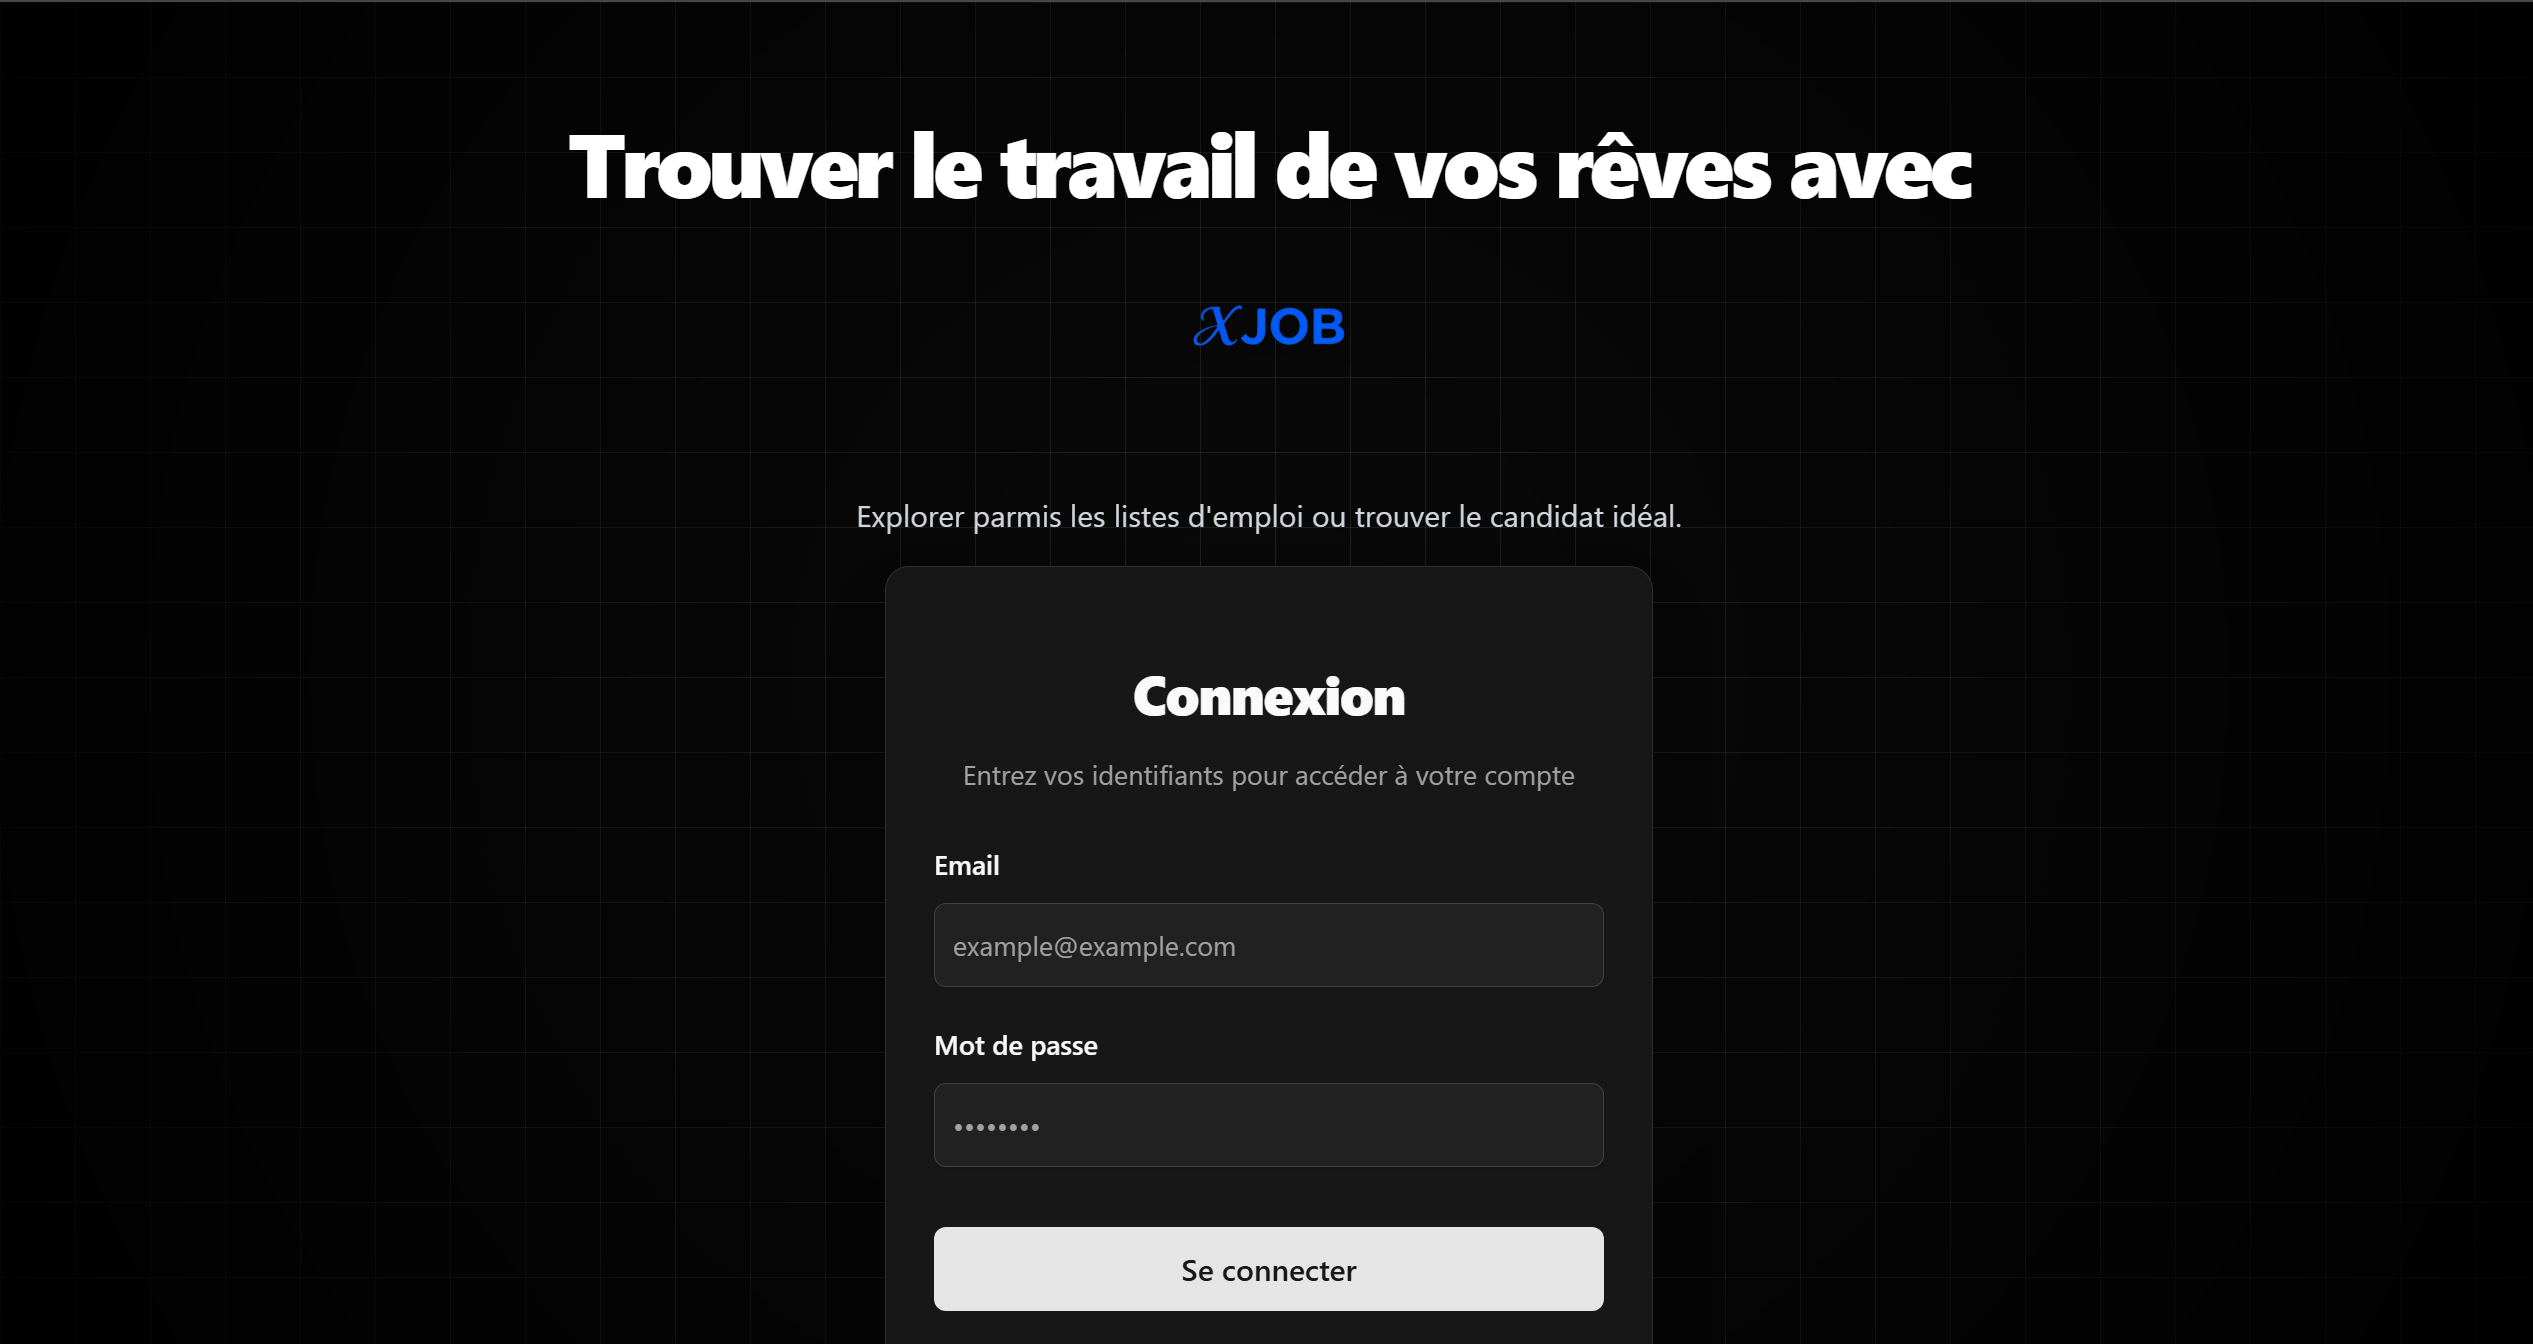 Trouver le travail de vos rêves avec
XJOB
Explorer parmis les listes d'emploi ou trouver le candidat idéal.
Connexion
Entrez vos identifiants pour accéder à votre compte
Email
example@example.com
Mot de passe
••••••••
Se connecter